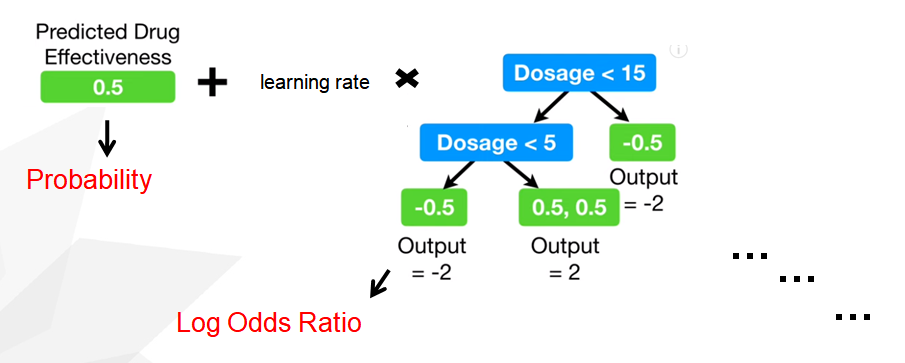 Predicted Drug
Effectiveness
0.5
+
learning rate
×
Probability
Dosage < 15
Dosage < 5
-0.5
Output
= -2
-0.5
Output
= -2
0.5, 0.5
Output
= 2
Log Odds Ratio
...
...
...